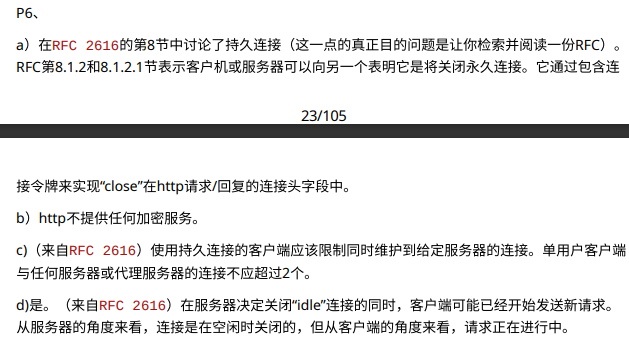 P6、
a）在RFC 2616的第8节中讨论了持久连接（这一点的真正目的问题是让你检索并阅读一份RFC）。
RFC第8.1.2和8.1.2.1节表示客户机或服务器可以向另一个表明它是将关闭永久连接。它通过包含连
23/105
接令牌来实现“close”在http请求/回复的连接头字段中。
b）http不提供任何加密服务。
c)（来自RFC 2616）使用持久连接的客户端应该限制同时维护到给定服务器的连接。单用户客户端
与任何服务器或代理服务器的连接不应超过2个。
d)是。（来自RFC 2616）在服务器决定关闭“idle”连接的同时，客户端可能已经开始发送新请求。
从服务器的角度来看，连接是在空闲时关闭的，但从客户端的角度来看，请求正在进行中。